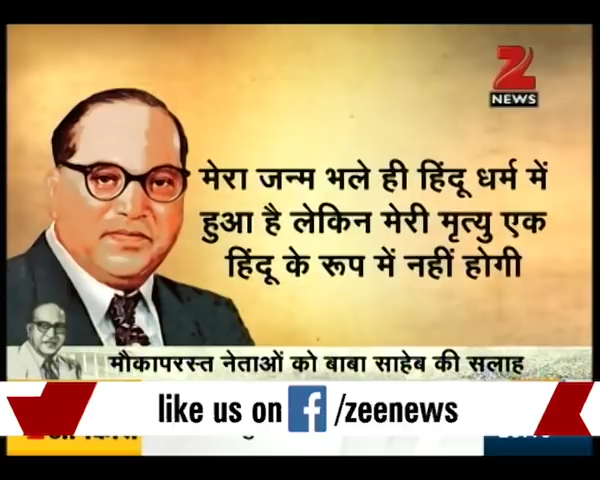 Z
NEWS
मेरा जन्म भले ही हिंदू धर्म में
हुआ है लेकिन मेरी मृत्यु एक
हिंदू के रूप में नहीं होगी
मौकापरस्त नेताओं को बाबा साहेब की सलाह
like us on f/zeenews